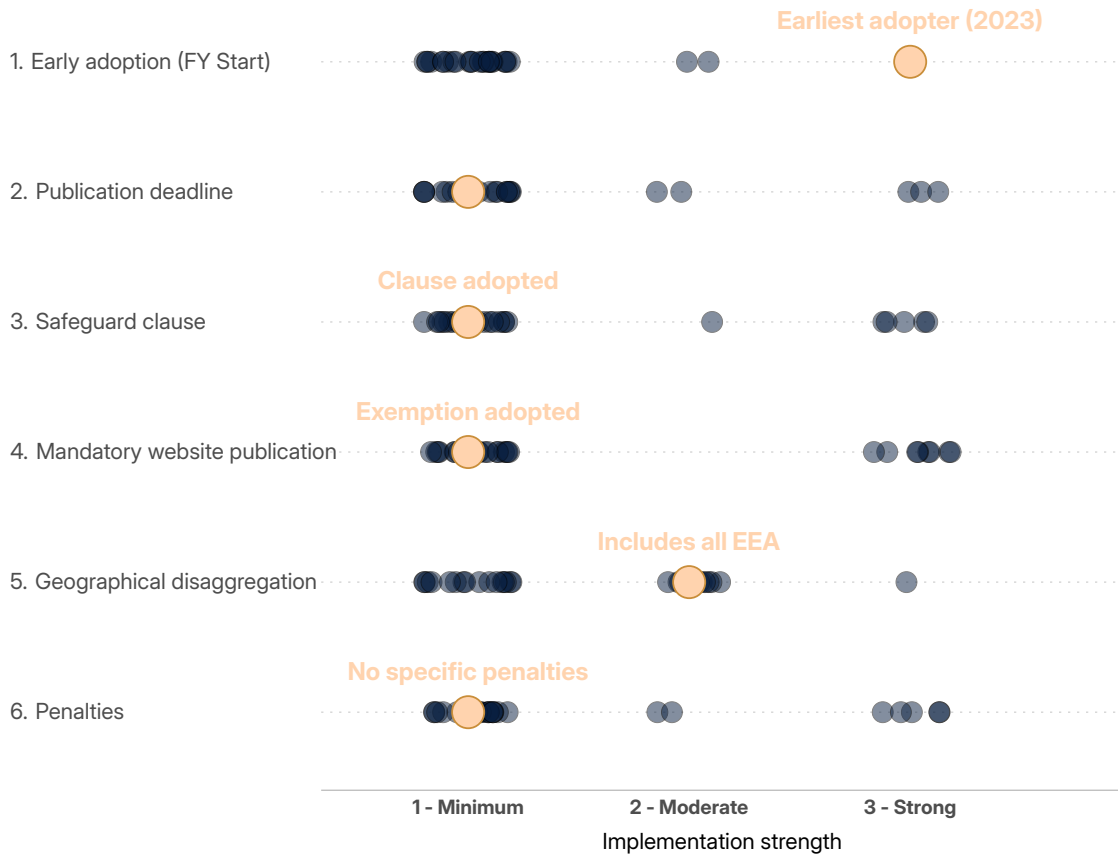 Earliest adopter (2023)
1. Early adoption (FY Start)
2. Publication deadline
Clause adopted
3. Safeguard clause
Exemption adopted
4. Mandatory website publication
Includes all EEA
5. Geographical disaggregation
No specific penalties
6. Penalties
1 - Minimum
2 - Moderate
3 - Strong
Implementation strength